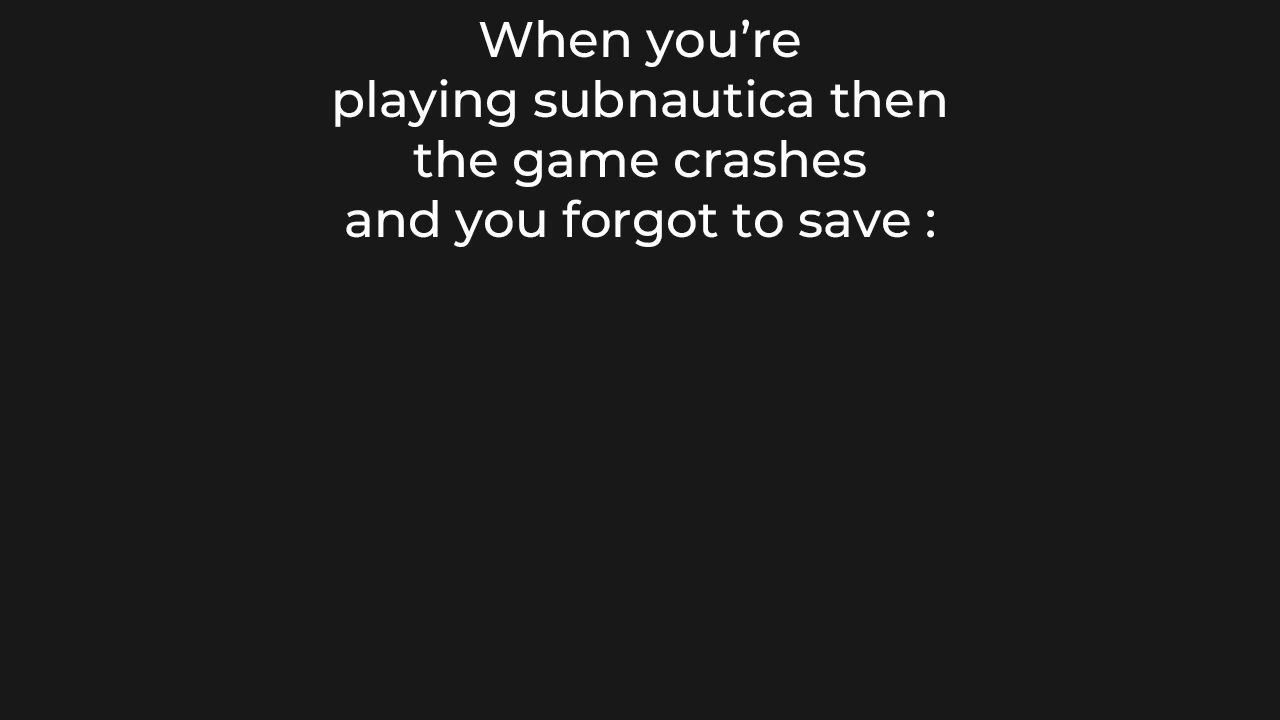 When you’re
playing subnautica then
the game crashes
and you forgot to save :